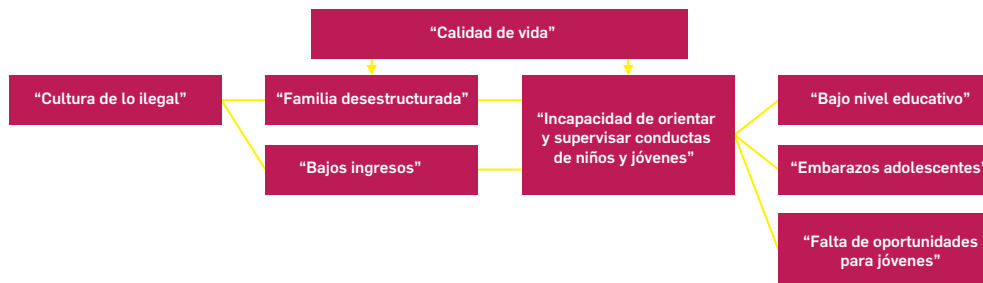 “Calidad de vida”
“Cultura de lo ilegal”
“Familia desestructurada”
“Bajos ingresos”
“Incapacidad de orientar
y supervisar conductas
de niños y jóvenes”
“Bajo nivel educativo”
“Embarazos adolescentes”
“Falta de oportunidades
para jóvenes”